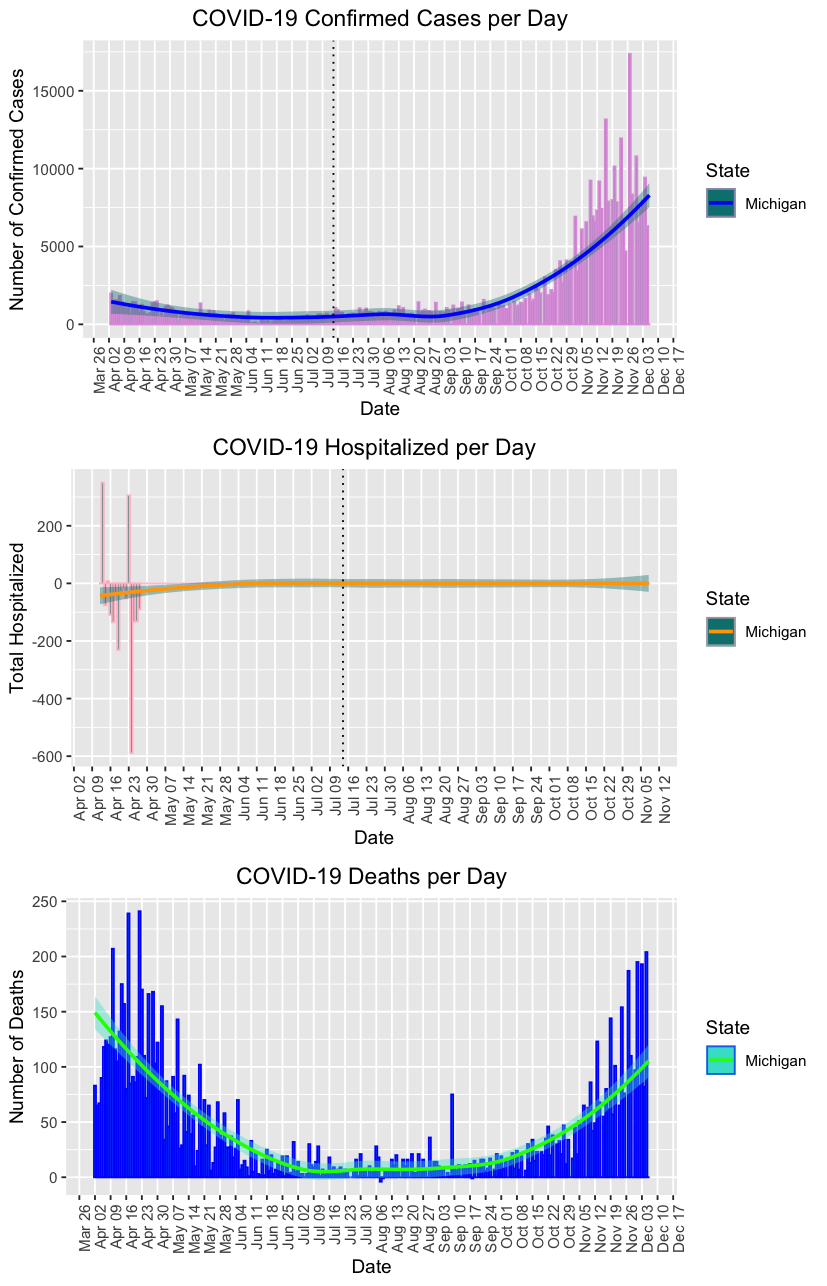 COVID-19 Confirmed Cases per Day
Number of Confirmed Cases
15000
10000
5000
0
Mar 26
Apr 02
Apr 09
Apr 16
Apr 23
Apr 30
May 07
May 14
May 21
May 28
Jun 04
Jun 11
Jun 18
Jun 25
Jul 02
Jul 09
Jul 16
Jul 23
Jul 30
Aug 06
Aug 13
Aug 20
Aug 27
Sep 03
Sep 10
Sep 17
Sep 24
Oct 01
Oct 08
Oct 15
Oct 22
Oct 29
Nov 05
Nov 12
Nov 19
Nov 26
Dec 03
Dec 10
Dec 17
Date
State
Michigan
COVID-19 Hospitalized per Day
Total Hospitalized
200
0
-200
-400
-600
Apr 02
Apr 09
Apr 16
Apr 23
Apr 30
May 07
May 14
May 21
May 28
Jun 04
Jun 11
Jun 18
Jun 25
Jul 02
Jul 09
Jul 16
Jul 23
Jul 30
Aug 06
Aug 13
Aug 20
Aug 27
Sep 03
Sep 10
Sep 17
Sep 24
Oct 01
Oct 08
Oct 15
Oct 22
Oct 29
Nov 05
Nov 12
Date
State
Michigan
COVID-19 Deaths per Day
Number of Deaths
250
200
150
100
50
0
Mar 26
Apr 02
Apr 09
Apr 16
Apr 23
Apr 30
May 07
May 14
May 21
May 28
Jun 04
Jun 11
Jun 18
Jun 25
Jul 02
Jul 09
Jul 16
Jul 23
Jul 30
Aug 06
Aug 13
Aug 20
Aug 27
Sep 03
Sep 10
Sep 17
Sep 24
Oct 01
Oct 08
Oct 15
Oct 22
Oct 29
Nov 05
Nov 12
Nov 19
Nov 26
Dec 03
Dec 10
Dec 17
Date
State
Michigan